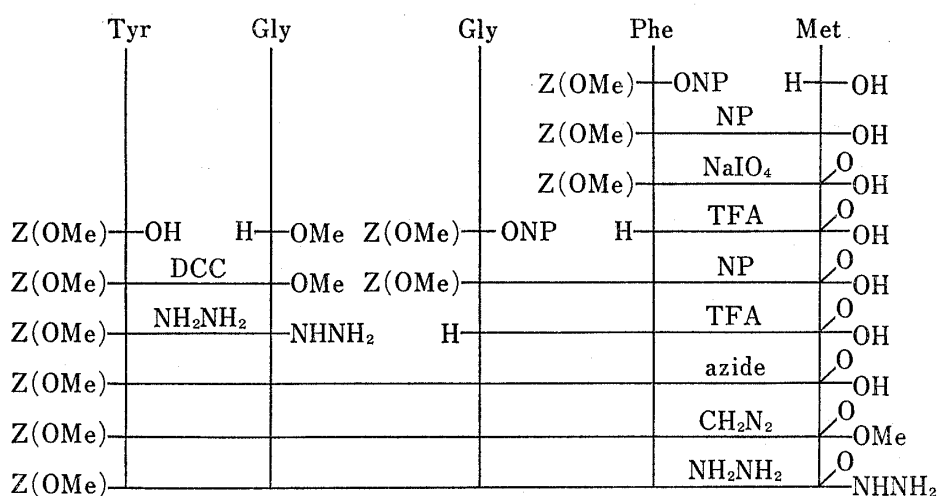 Tyr Gly Gly Phe Met
Z(OMe) ONP H OH
NP
Z(OMe) OH
NaIO₄ O
Z(OMe) OH
TFA O
Z(OMe) OH H OMe Z(OMe) ONP H OH
DCC NP O
Z(OMe) OMe Z(OMe) OH
NH₂NH₂ TFA O
Z(OMe) NHNH₂ H OH
azide O
Z(OMe) OH
CH₂N₂ O
Z(OMe) OMe
NH₂NH₂ O
Z(OMe) NHNH₂